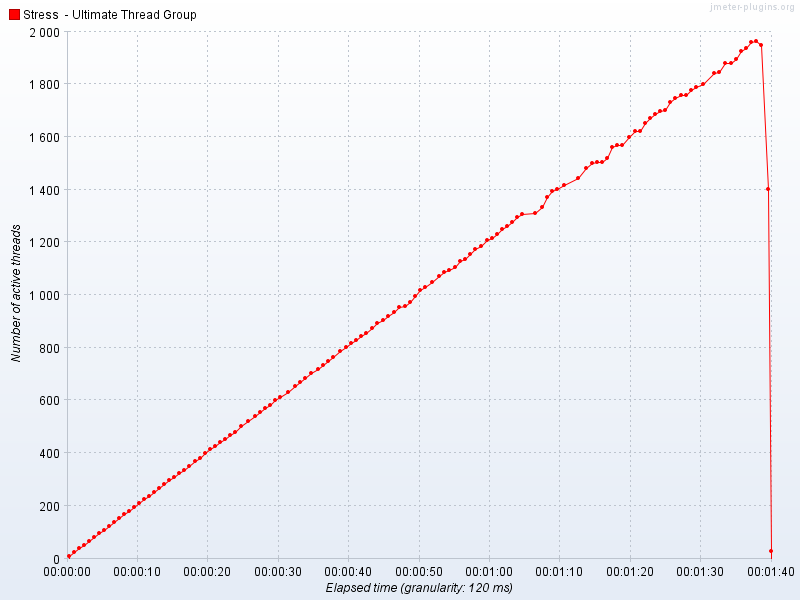 jmeter-plugins.org
Stress - Ultimate Thread Group
2 000
1 800
1 600
1 400
1 200
1 000
800
600
400
200
0
Number of active threads
00:00:00 00:00:10 00:00:20 00:00:30 00:00:40 00:00:50 00:01:00 00:01:10 00:01:20 00:01:30 00:01:40
Elapsed time (granularity: 120 ms)